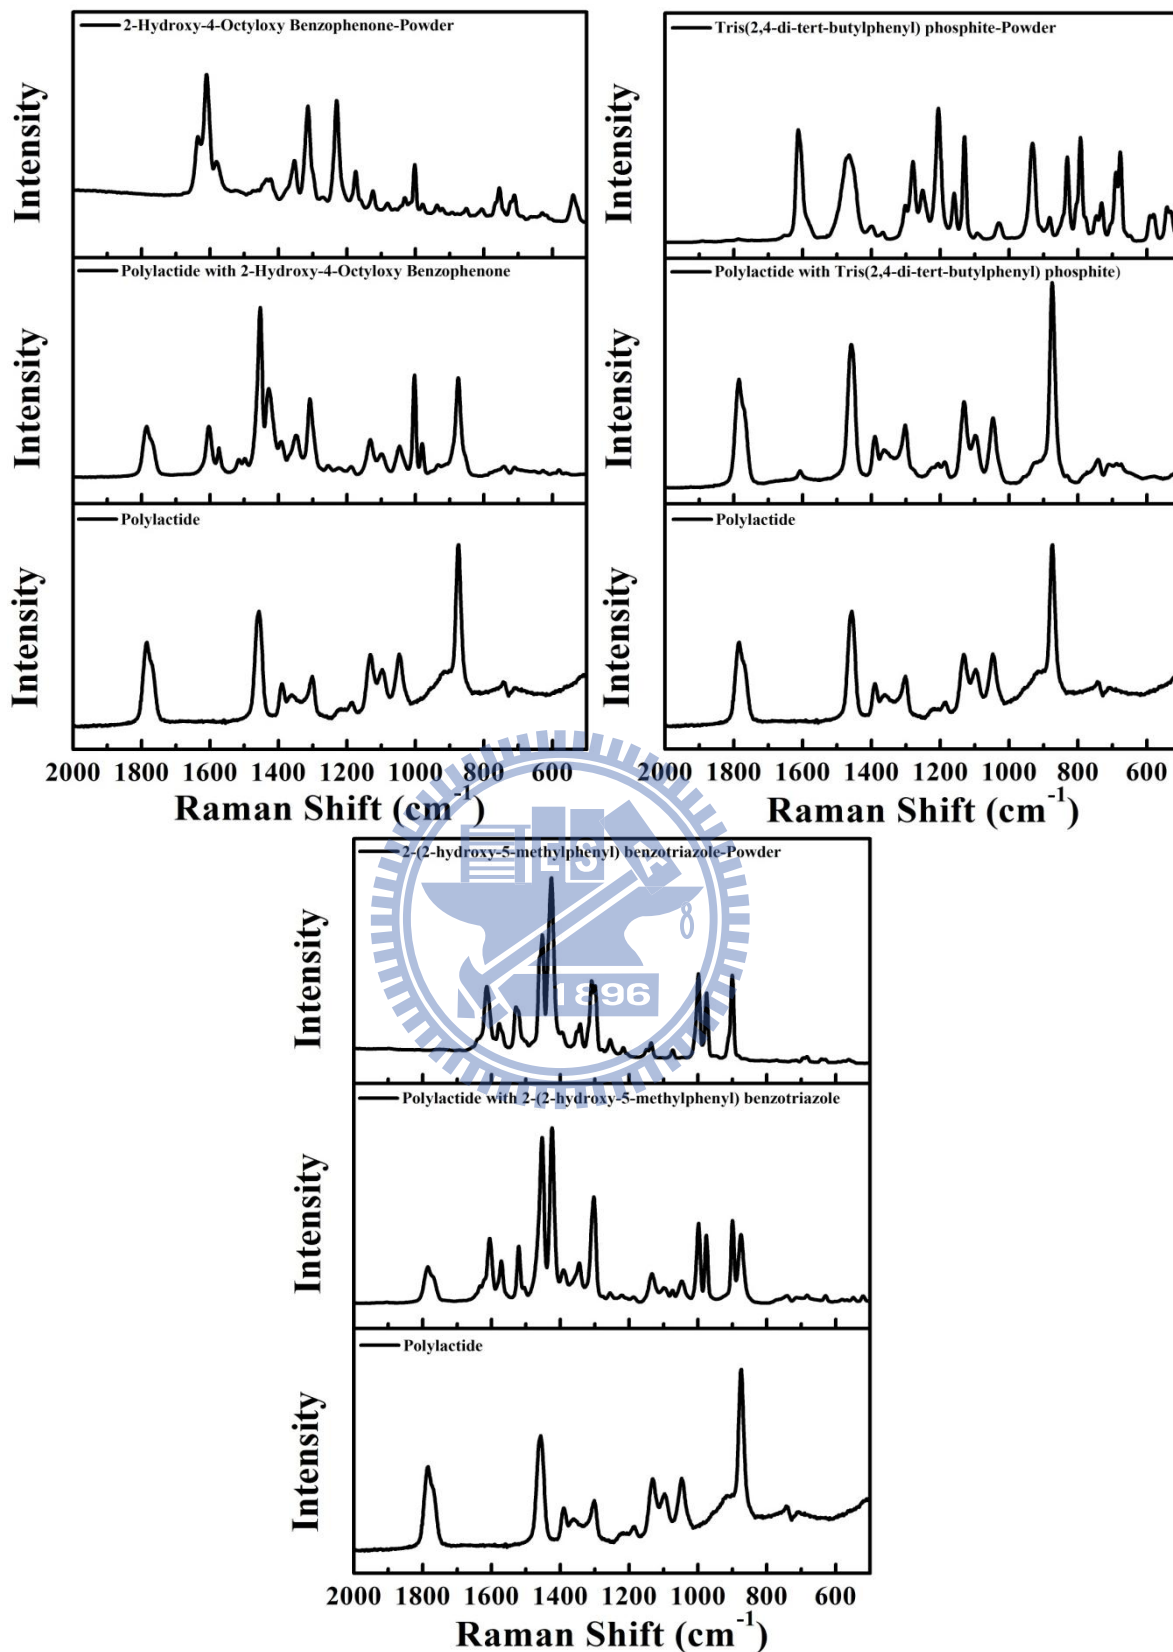 2-Hydroxy-4-Octyloxy Benzophenone-Powder
Intensity
Polylactide with 2-Hydroxy-4-Octyloxy Benzophenone
Intensity
Polylactide
Intensity
2000 1800 1600 1400 1200 1000 800 600
Raman Shift (cm-1)
Tris(2,4-di-tert-butylphenyl) phosphite-Powder
Intensity
Polylactide with Tris(2,4-di-tert-butylphenyl) phosphite)
Intensity
Polylactide
Intensity
2000 1800 1600 1400 1200 1000 800 600
Raman Shift (cm-1)
2-(2-hydroxy-5-methylphenyl) benzotriazole-Powder
Intensity
E S
1896
Polylactide with 2-(2-hydroxy-5-methylphenyl) benzotriazole
Intensity
Polylactide
Intensity
2000 1800 1600 1400 1200 1000 800 600
Raman Shift (cm-1)